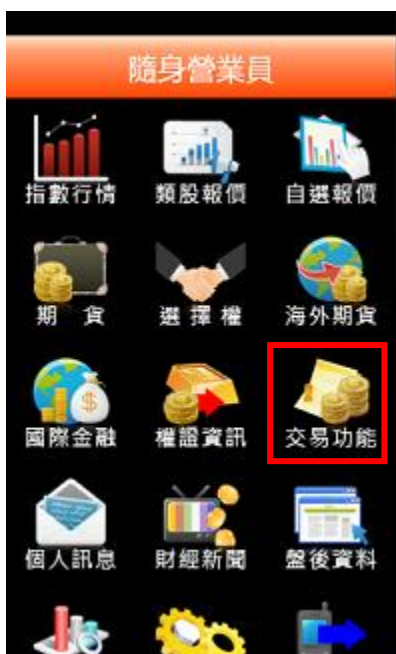 隨身營業員
指數行情 類股報價 自選報價
期 貨 選 擇 權 海外期貨
國際金融 權證資訊 交易功能
個人訊息 財經新聞 盤後資料